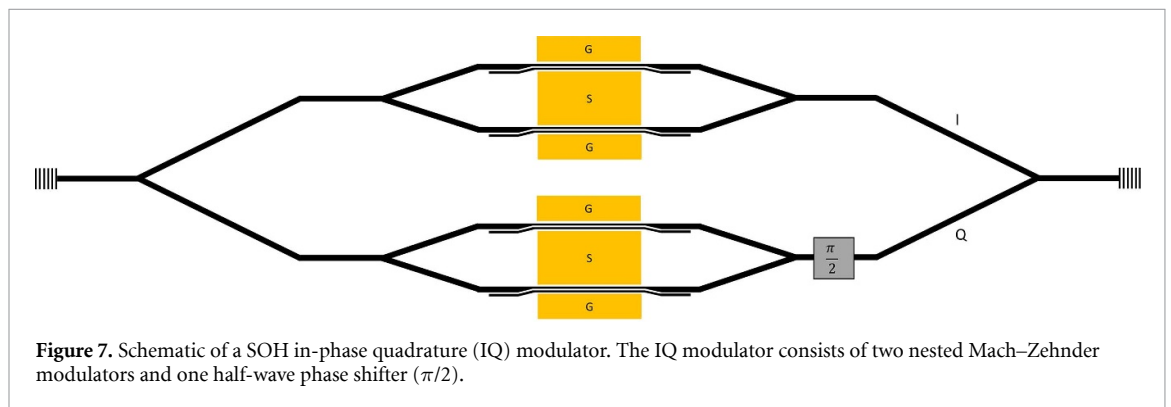 G
S
G
I
G
S
G
π/2
Q
Figure 7. Schematic of a SOH in-phase quadrature (IQ) modulator. The IQ modulator consists of two nested Mach–Zehnder
modulators and one half-wave phase shifter (π/2).